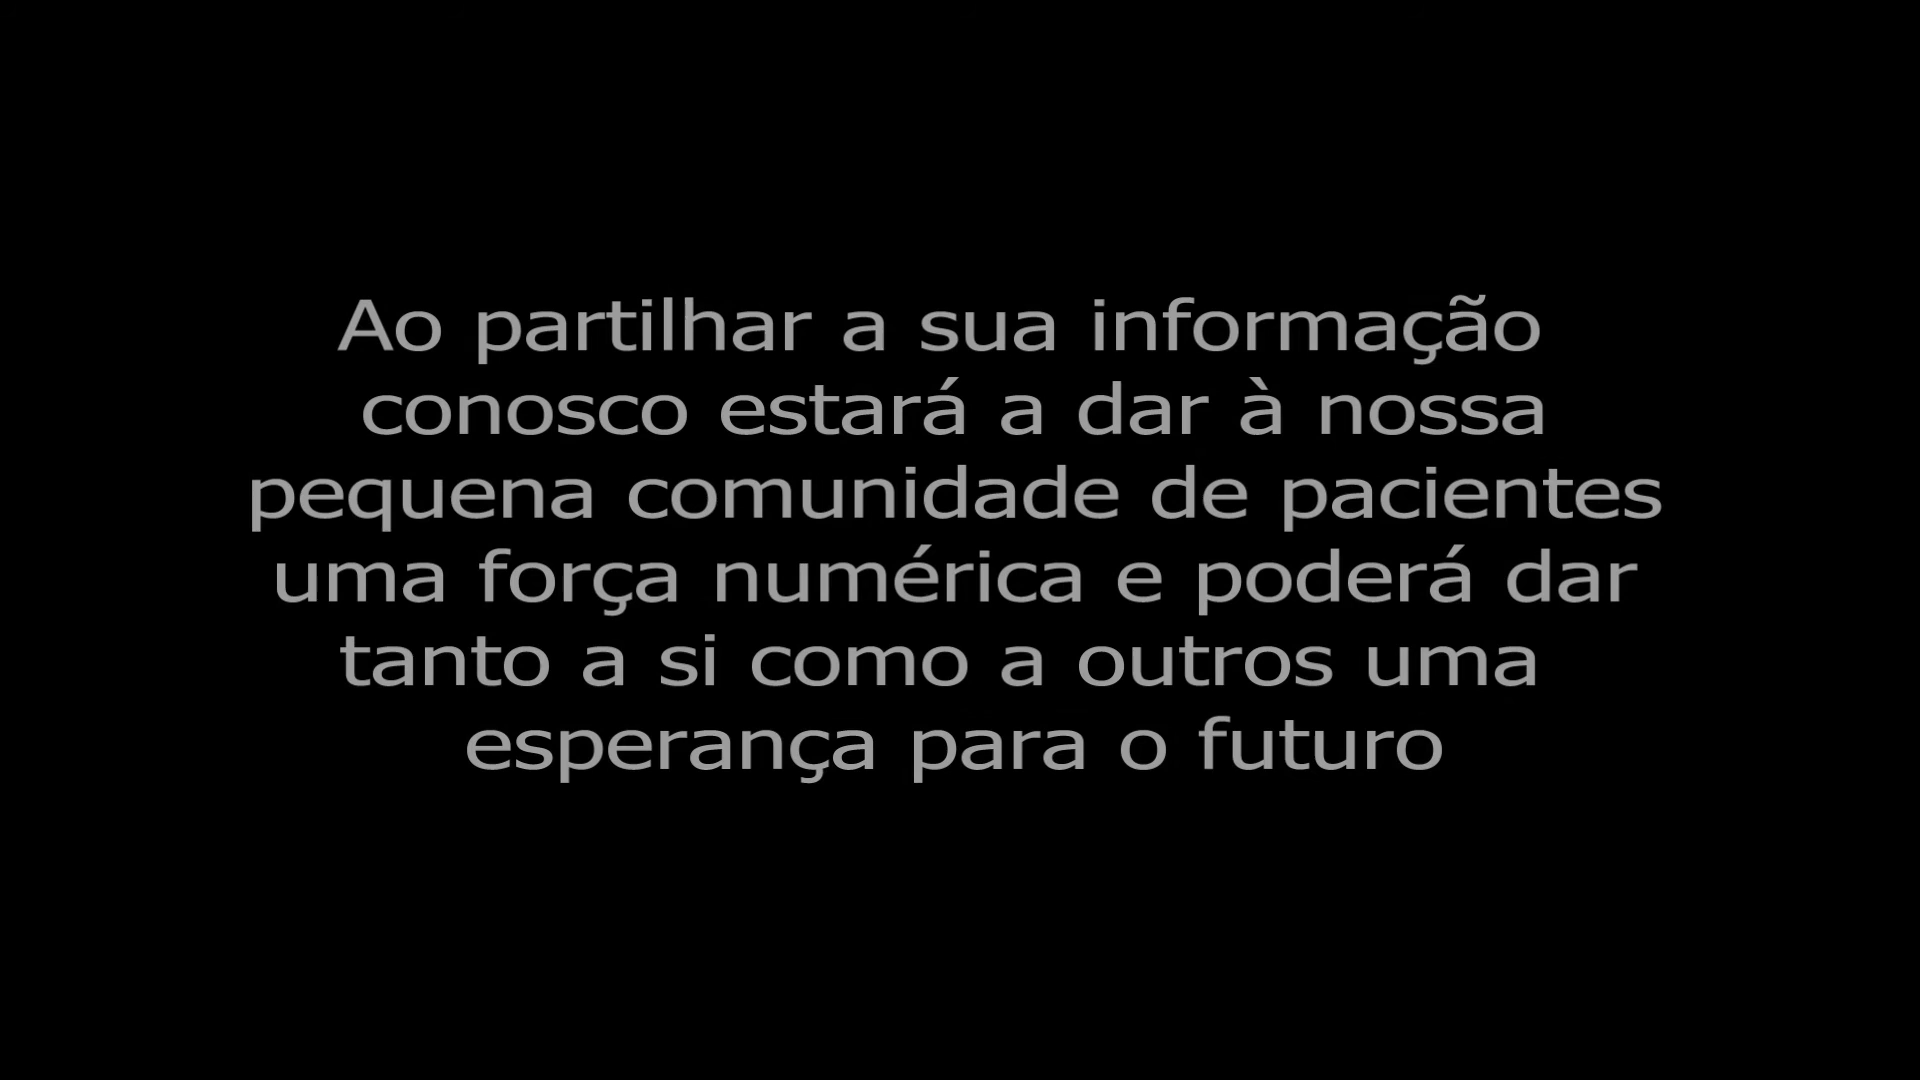 Ao partilhar a sua informação
conosco estará a dar à nossa
pequena comunidade de pacientes
uma força numérica e poderá dar
tanto a si como a outros uma
esperança para o futuro